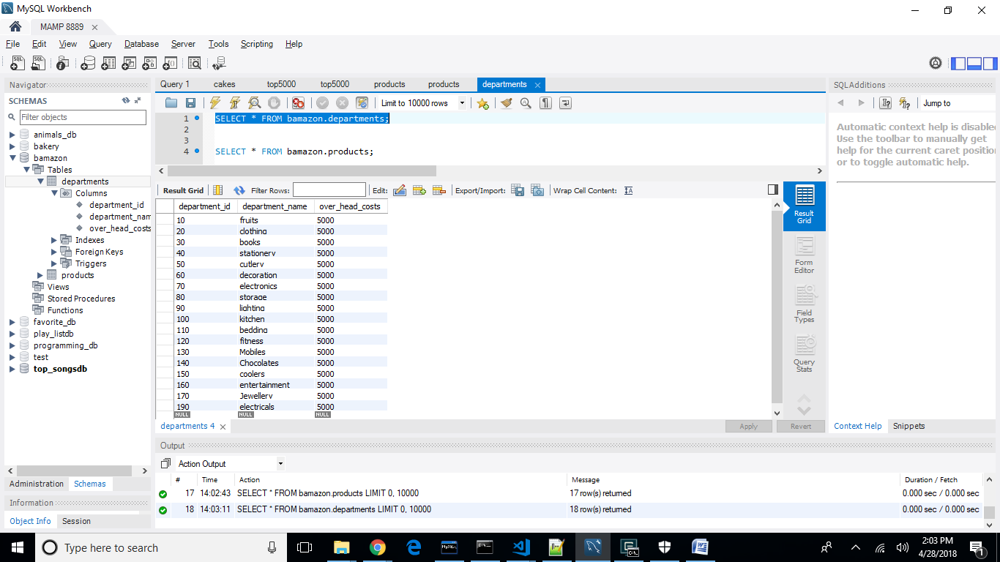 MySQL Workbench
MAMP 8889
File Edit View Query Database Server Tools Scripting Help
Navigator
SCHEMAS
Filter objects
animals_db
bakery
bamazon
Tables
departments
Columns
department_id
department_nam
over_head_costs
Indexes
Foreign Keys
Triggers
products
Views
Stored Procedures
Functions
favorite_db
play_listdb
programming_db
test
top_songsdb
Administration Schemas
Information
Object Info Session
Query 1 cakes top5000 top5000 products products departments
Limit to 10000 rows
1 SELECT * FROM bamazon.departments;
2
3
4 SELECT * FROM bamazon.products;
Result Grid Filter Rows: Edit: Export/Import: Wrap Cell Content:
department_id department_name over_head_costs
10 fruits 5000
20 clothing 5000
30 books 5000
40 stationery 5000
50 cutlery 5000
60 decoration 5000
70 electronics 5000
80 storage 5000
90 lighting 5000
100 kitchen 5000
110 bedding 5000
120 fitness 5000
130 Mobiles 5000
140 Chocolates 5000
150 coolers 5000
160 entertainment 5000
170 Jewellery 5000
190 electricals 5000
NULL NULL NULL
Result Grid
Form Editor
Field Types
Query Stats
departments 4 Apply Revert
SQLAdditions
Jump to
Automatic context help is disable
Use the toolbar to manually get
help for the current caret position
or to toggle automatic help.
Context Help Snippets
Output
Action Output
# Time Action Message Duration / Fetch
17 14:02:43 SELECT * FROM bamazon.products LIMIT 0, 10000 17 row(s) returned 0.000 sec / 0.000 sec
18 14:03:11 SELECT * FROM bamazon.departments LIMIT 0, 10000 18 row(s) returned 0.000 sec / 0.000 sec
Type here to search
2:03 PM
4/28/2018
1